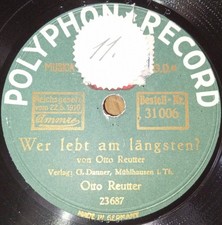 POLYPHON RECORD
11.
Bestell-Nr.
31006
Wer lebt am längsten?
von Otto Reutter
Verlag: G. Danner, Mühlhausen i. Th.
Otto Reutter
23687
MADE IN GERMANY